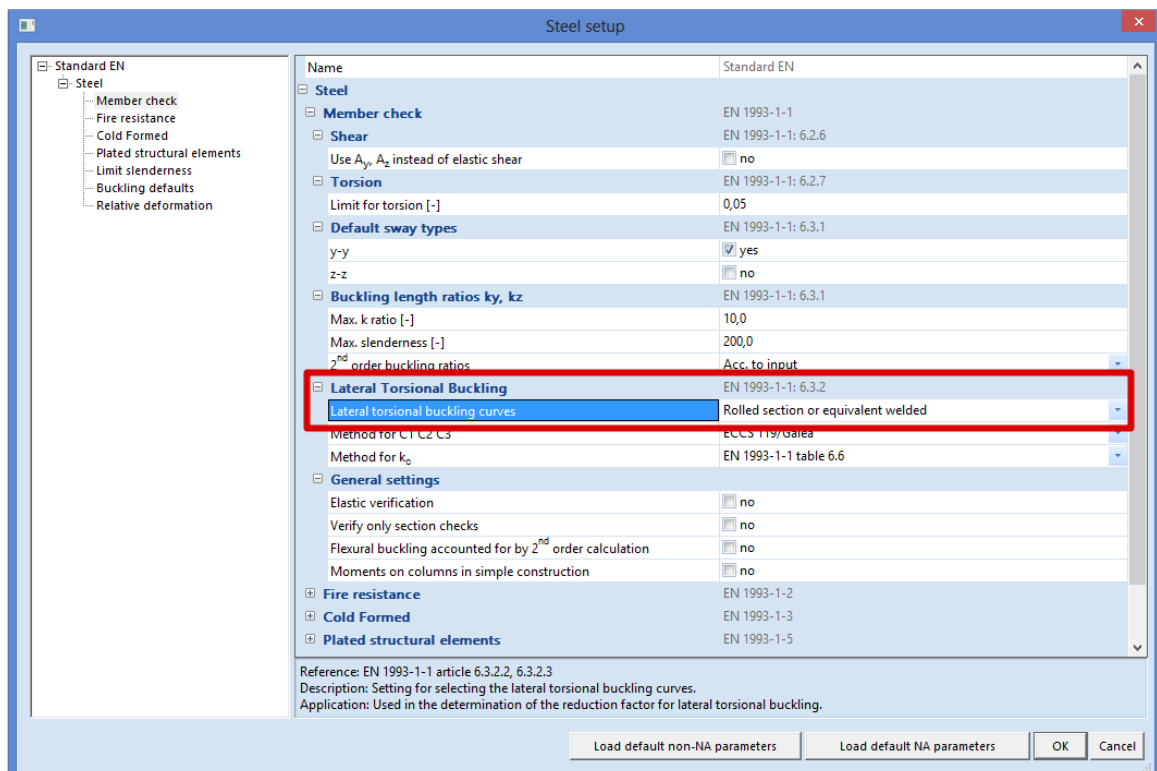 Steel setup
Standard EN
Steel
Member check
Fire resistance
Cold Formed
Plated structural elements
Limit slenderness
Buckling defaults
Relative deformation
Name Standard EN
Steel
Member check EN 1993-1-1
Shear EN 1993-1-1: 6.2.6
Use Ay, Az instead of elastic shear no
Torsion EN 1993-1-1: 6.2.7
Limit for torsion [-] 0,05
Default sway types EN 1993-1-1: 6.3.1
y-y yes
z-z no
Buckling length ratios ky, kz EN 1993-1-1: 6.3.1
Max. k ratio [-] 10,0
Max. slenderness [-] 200,0
2nd order buckling ratios Acc. to input
Lateral Torsional Buckling EN 1993-1-1: 6.3.2
Lateral torsional buckling curves Rolled section or equivalent welded
Method for C1 C2 C3 ECCS 119/Galea
Method for kc EN 1993-1-1 table 6.6
General settings
Elastic verification no
Verify only section checks no
Flexural buckling accounted for by 2nd order calculation no
Moments on columns in simple construction no
Fire resistance EN 1993-1-2
Cold Formed EN 1993-1-3
Plated structural elements EN 1993-1-5
Reference: EN 1993-1-1 article 6.3.2.2, 6.3.2.3
Description: Setting for selecting the lateral torsional buckling curves.
Application: Used in the determination of the reduction factor for lateral torsional buckling.
Load default non-NA parameters Load default NA parameters OK Cancel